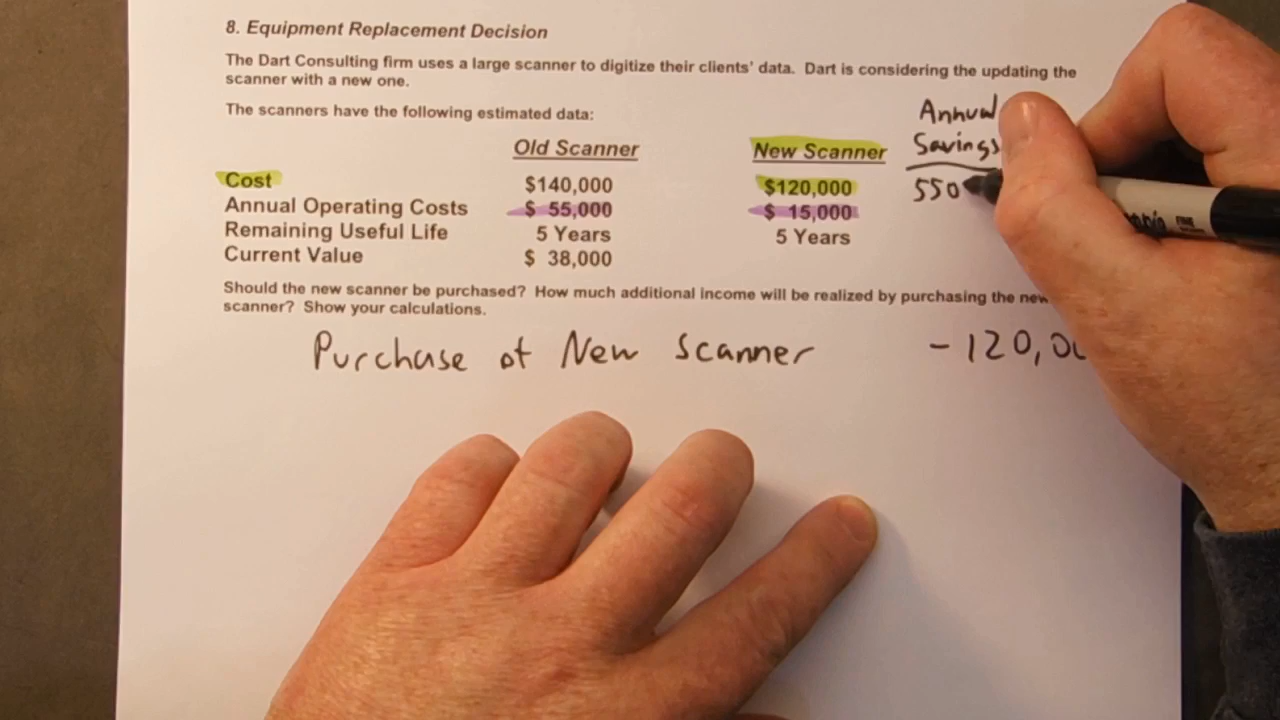 8. Equipment Replacement Decision
The Dart Consulting firm uses a large scanner to digitize their clients' data. Dart is considering the updating the
scanner with a new one.
The scanners have the following estimated data:
Annual
Savings
Old Scanner New Scanner
Cost $140,000 $120,000 550
Annual Operating Costs $ 55,000 $ 15,000
Remaining Useful Life 5 Years 5 Years
Current Value $ 38,000
Should the new scanner be purchased? How much additional income will be realized by purchasing the new
scanner? Show your calculations.
Purchase of New Scanner - 120,0